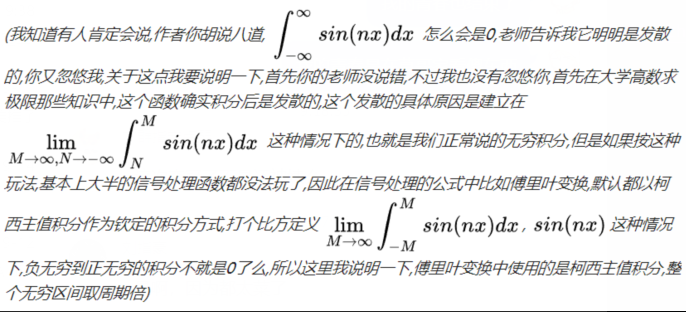 (我知道有人肯定会说,作者你胡说八道, ∫_{-∞}^{∞} sin(nx)dx 怎么会是0,老师告诉我它明明是发散
的,你又忽悠我,关于这点我要说明一下,首先你的老师没说错,不过我也没有忽悠你,首先在大学高数求
极限那些知识中,这个函数确实积分后是发散的,这个发散的具体原因是建立在
lim_{M→∞,N→-∞} ∫_{N}^{M} sin(nx)dx 这种情况下的,也就是我们正常说的无穷积分,但是如果按这种
玩法,基本上大半的信号处理函数都没法玩了,因此在信号处理的公式中比如傅里叶变换,默认都以柯
西主值积分作为钦定的积分方式,打个比方定义 lim_{M→∞} ∫_{-M}^{M} sin(nx)dx , sin(nx) 这种情况
下,负无穷到正无穷的积分不就是0了么,所以这里我说明一下,傅里叶变换中使用的是柯西主值积分,整
个无穷区间取周期倍)